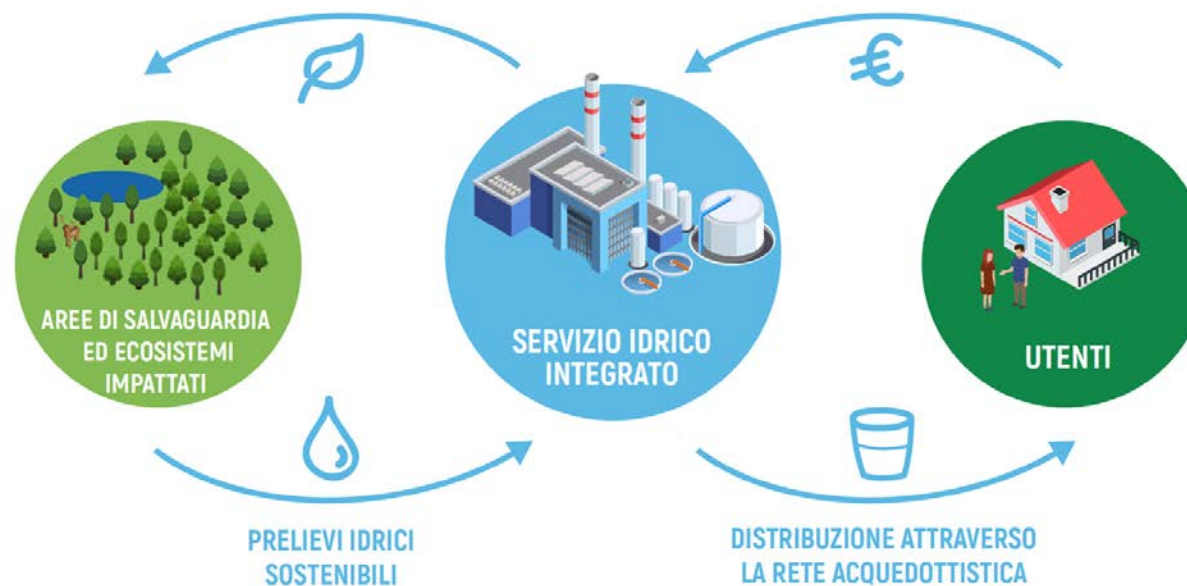 AREE DI SALVAGUARDIA
ED ECOSISTEMI
IMPATTATI
SERVIZIO IDRICO
INTEGRATO
UTENTI
PRELIEVI IDRICI
SOSTENIBILI
DISTRIBUZIONE ATTRAVERSO
LA RETE ACQUEDOTTISTICA